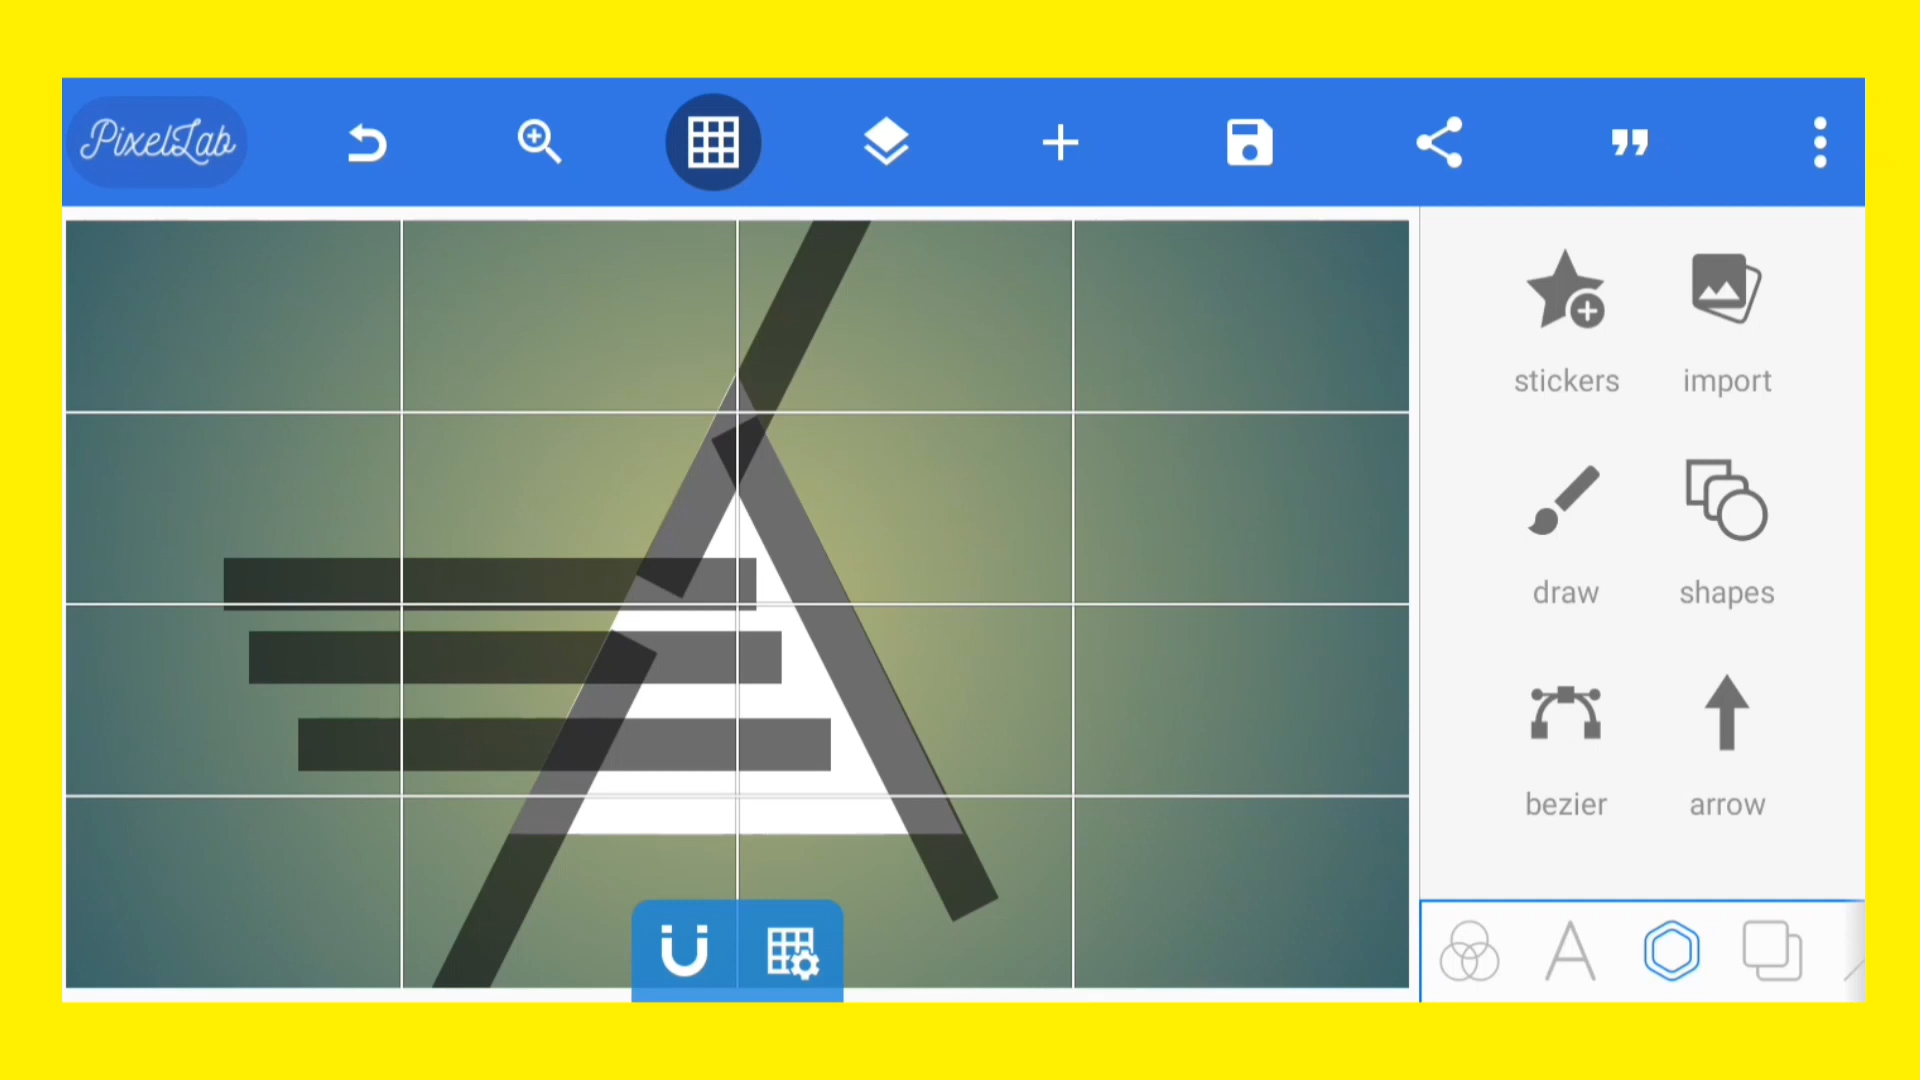 PixelLab
stickers
import
draw
shapes
bezier
arrow